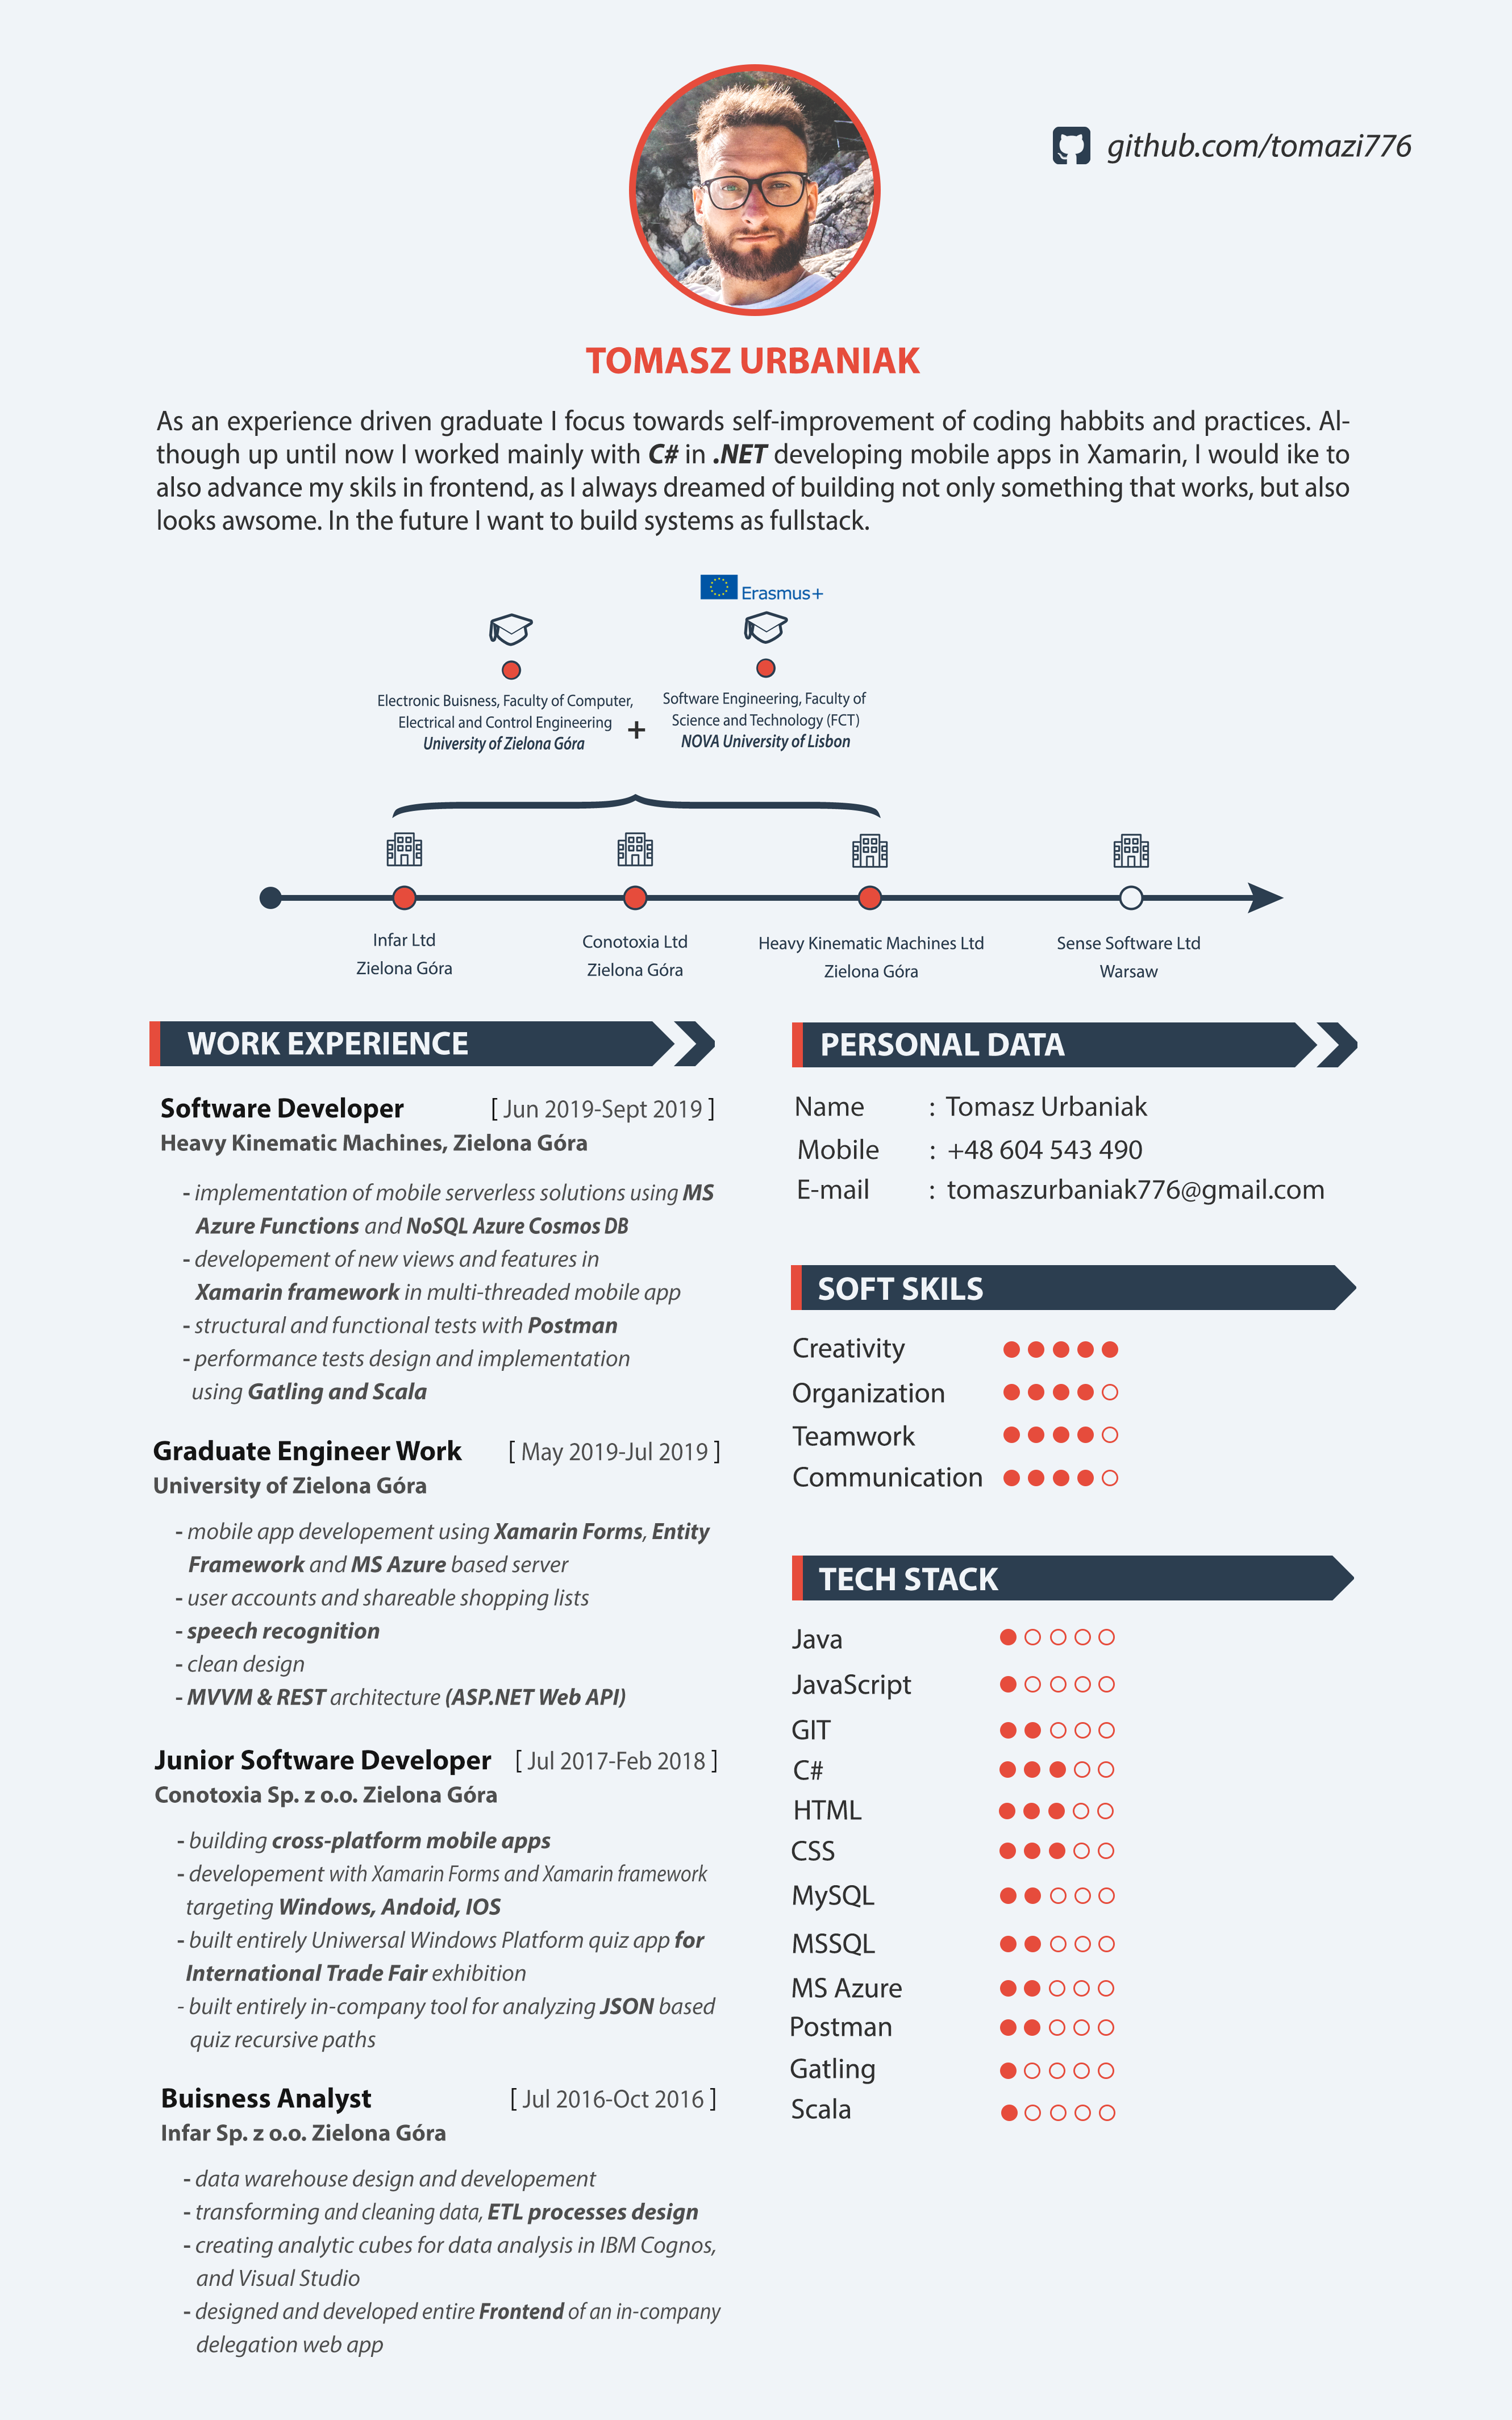 github.com/tomazi776
TOMASZ URBANIAK
As an experience driven graduate I focus towards self-improvement of coding habbits and practices. Al-
though up until now I worked mainly with C# in .NET developing mobile apps in Xamarin, I would ike to
also advance my skils in frontend, as I always dreamed of building not only something that works, but also
looks awsome. In the future I want to build systems as fullstack.
Erasmus+
Electronic Buisness, Faculty of Computer,
Electrical and Control Engineering
University of Zielona Góra
+
Software Engineering, Faculty of
Science and Technology (FCT)
NOVA University of Lisbon
Infar Ltd
Zielona Góra
Conotoxia Ltd
Zielona Góra
Heavy Kinematic Machines Ltd
Zielona Góra
Sense Software Ltd
Warsaw
WORK EXPERIENCE
Software Developer [ Jun 2019-Sept 2019 ]
Heavy Kinematic Machines, Zielona Góra
- implementation of mobile serverless solutions using MS
Azure Functions and NoSQL Azure Cosmos DB
- developement of new views and features in
Xamarin framework in multi-threaded mobile app
- structural and functional tests with Postman
- performance tests design and implementation
using Gatling and Scala
Graduate Engineer Work [ May 2019-Jul 2019 ]
University of Zielona Góra
- mobile app developement using Xamarin Forms, Entity
Framework and MS Azure based server
- user accounts and shareable shopping lists
- speech recognition
- clean design
- MVVM & REST architecture (ASP.NET Web API)
Junior Software Developer [ Jul 2017-Feb 2018 ]
Conotoxia Sp. z o.o. Zielona Góra
- building cross-platform mobile apps
- developement with Xamarin Forms and Xamarin framework
targeting Windows, Andoid, IOS
- built entirely Uniwersal Windows Platform quiz app for
International Trade Fair exhibition
- built entirely in-company tool for analyzing JSON based
quiz recursive paths
Buisness Analyst [ Jul 2016-Oct 2016 ]
Infar Sp. z o.o. Zielona Góra
- data warehouse design and developement
- transforming and cleaning data, ETL processes design
- creating analytic cubes for data analysis in IBM Cognos,
and Visual Studio
- designed and developed entire Frontend of an in-company
delegation web app
PERSONAL DATA
Name : Tomasz Urbaniak
Mobile : +48 604 543 490
E-mail : tomaszurbaniak776@gmail.com
SOFT SKILS
Creativity
Organization
Teamwork
Communication
TECH STACK
Java
JavaScript
GIT
C#
HTML
CSS
MySQL
MSSQL
MS Azure
Postman
Gatling
Scala